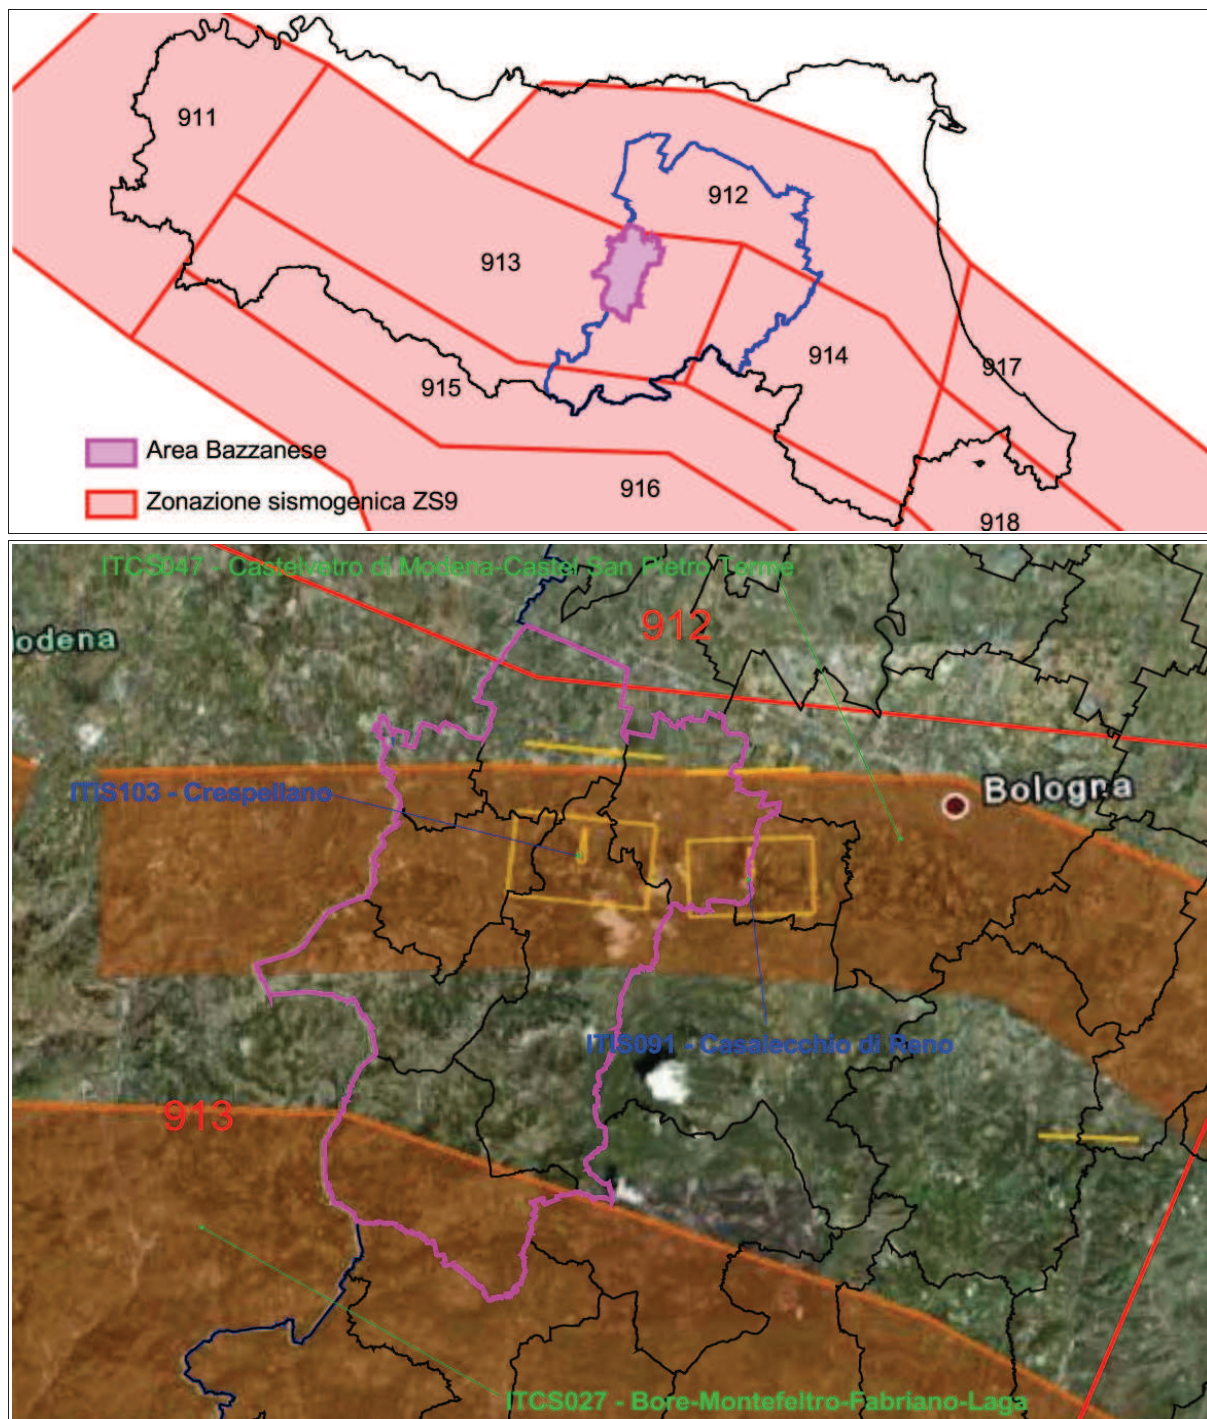 911
912
913
914
917
915
Area Bazzanese
916
Zonazione sismogenica ZS9
918
ITCS047 - Castelvetro di Modena-Castel San Pietro Terme
912
lodena
Bologna
ITIS103 - Crespellano
ITIS091 - Casalecchio di Reno
913
ITCS027 - Bore-Montefeltro-Fabriano-Laga